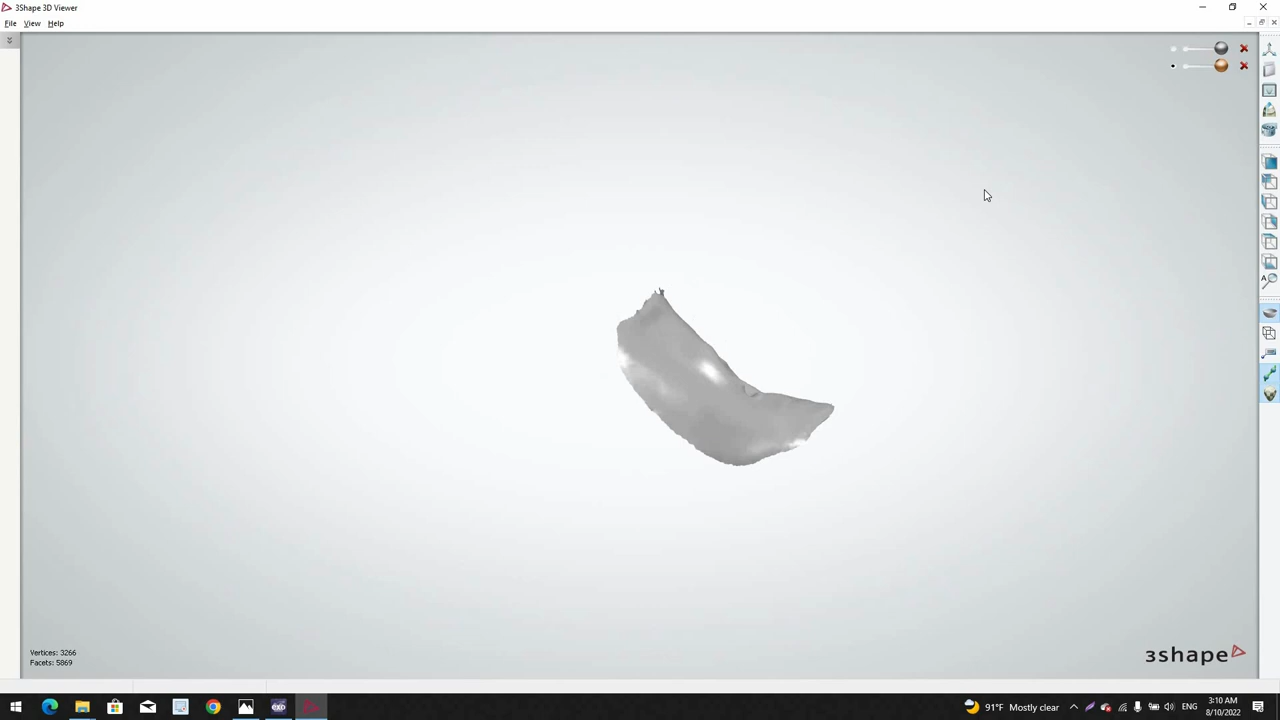 3Shape 3D Viewer
File View Help
Vertices: 3266
Facets: 5869
3shape
EXO
91°F Mostly clear
ENG
3:10 AM
8/10/2022